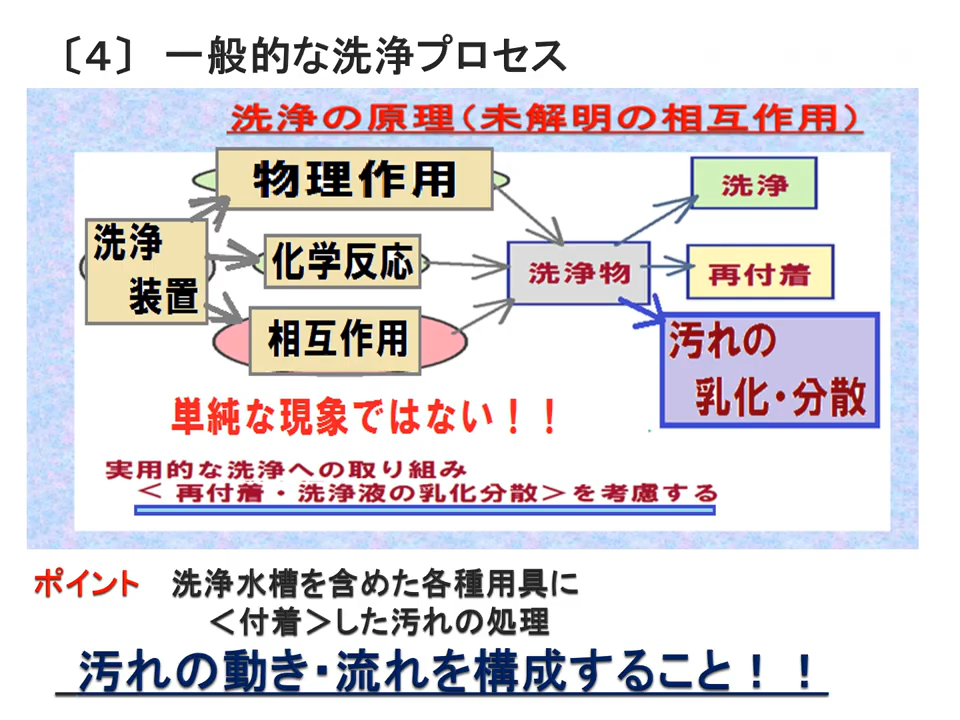 〔４〕 一般的な洗浄プロセス
洗浄の原理(未解明の相互作用)
物理作用
洗浄
洗浄
装置
化学反応
洗浄物
再付着
相互作用
汚れの
乳化・分散
単純な現象ではない！！
実用的な洗浄への取り組み
＜再付着・洗浄液の乳化分散＞を考慮する
ポイント 洗浄水槽を含めた各種用具に
＜付着＞した汚れの処理
汚れの動き・流れを構成すること！！